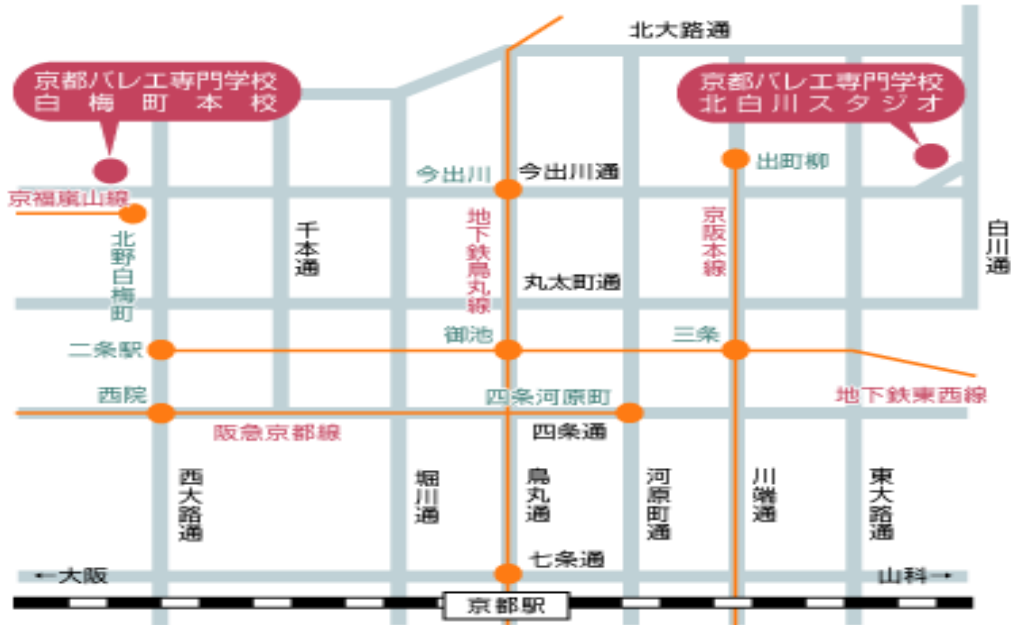 北大路通
京都バレエ専門学校
白梅町本校
京都バレエ専門学校
北白川スタジオ
今出川
今出川通
出町柳
京福嵐山線
北野白梅町
千本通
地下鉄烏丸線
京阪本線
白川通
丸太町通
二条駅
御池
三条
西院
四条河原町
地下鉄東西線
阪急京都線
四条通
西大路通
堀川通
烏丸通
河原町通
川端通
東大路通
七条通
←大阪
山科→
京都駅